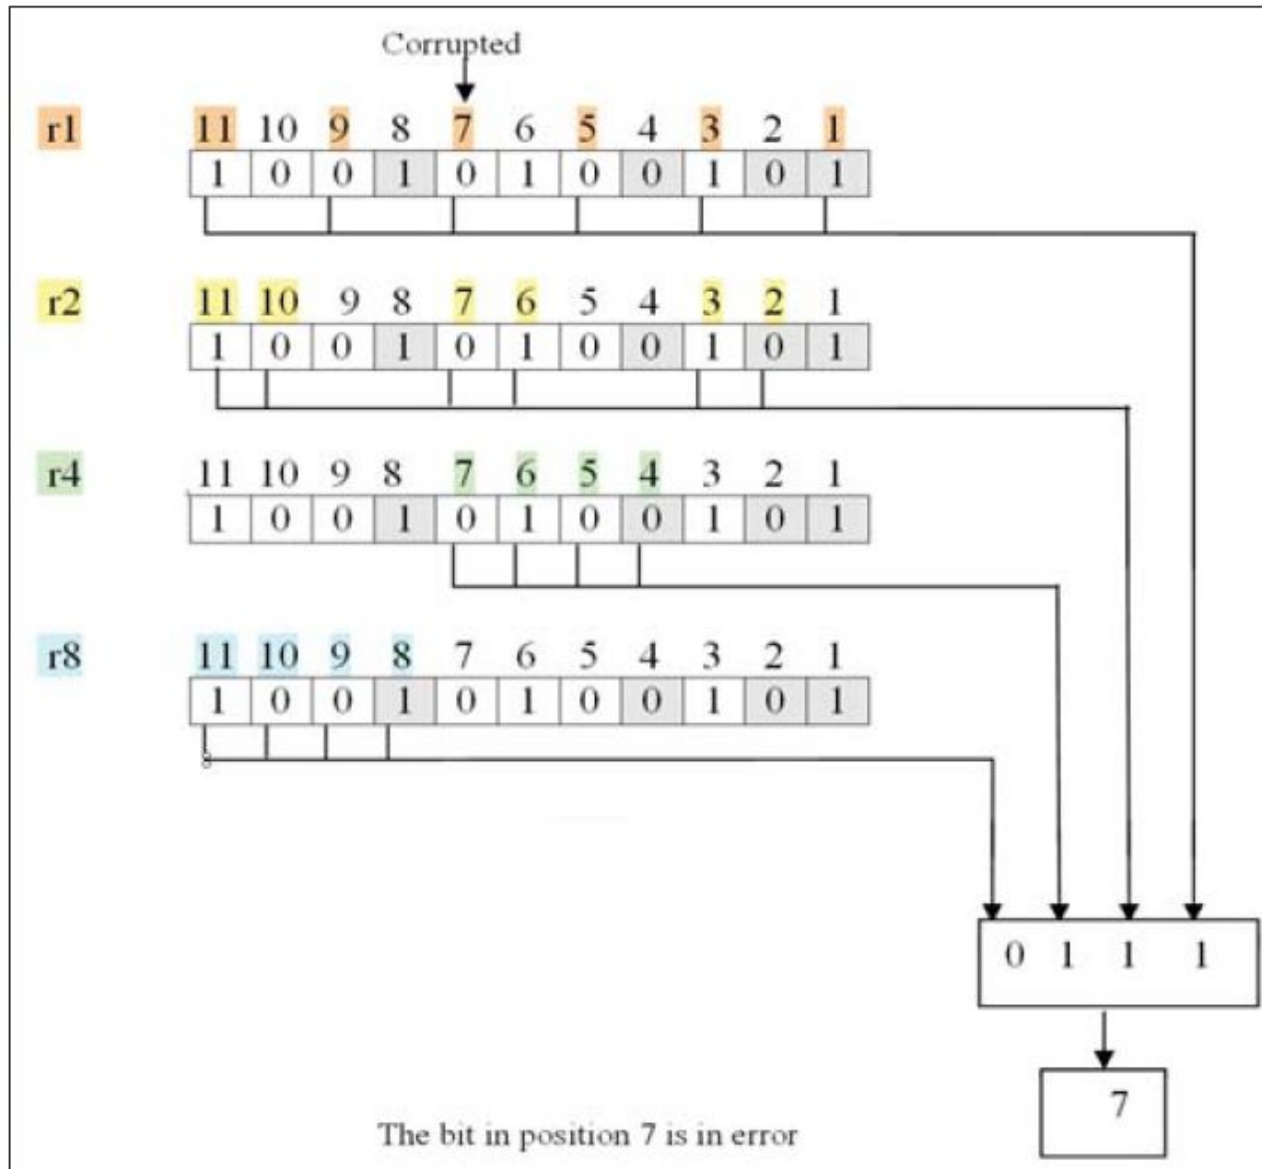 Corrupted
r1 11 10 9 8 7 6 5 4 3 2 1
1 0 0 1 0 1 0 0 1 0 1
r2 11 10 9 8 7 6 5 4 3 2 1
1 0 0 1 0 1 0 0 1 0 1
r4 11 10 9 8 7 6 5 4 3 2 1
1 0 0 1 0 1 0 0 1 0 1
r8 11 10 9 8 7 6 5 4 3 2 1
1 0 0 1 0 1 0 0 1 0 1
0 1 1 1
7
The bit in position 7 is in error